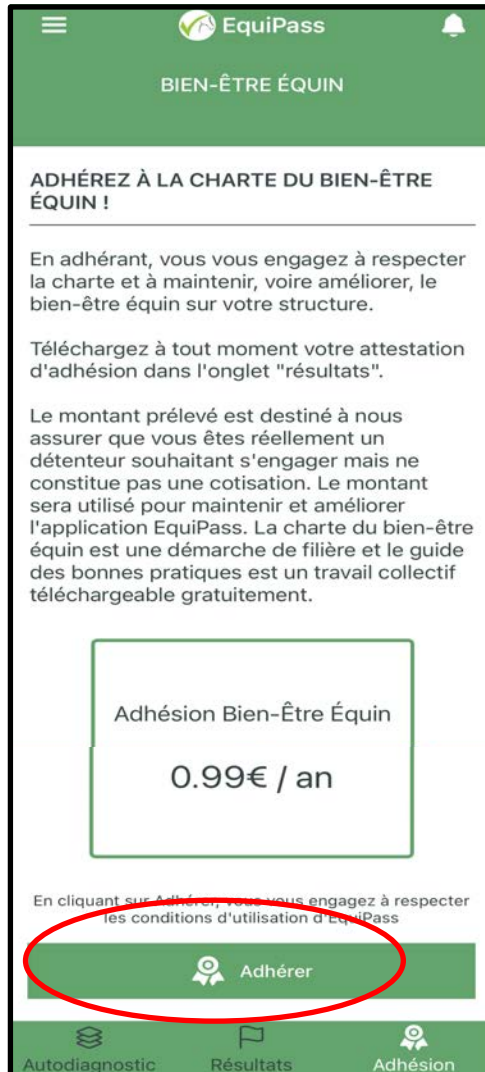 EquiPass
BIEN-ÊTRE ÉQUIN
ADHÉREZ À LA CHARTE DU BIEN-ÊTRE
ÉQUIN !
En adhérant, vous vous engagez à respecter
la charte et à maintenir, voire améliorer, le
bien-être équin sur votre structure.
Téléchargez à tout moment votre attestation
d'adhésion dans l'onglet "résultats".
Le montant prélevé est destiné à nous
assurer que vous êtes réellement un
détenteur souhaitant s'engager mais ne
constitue pas une cotisation. Le montant
sera utilisé pour maintenir et améliorer
l'application EquiPass. La charte du bien-être
équin est une démarche de filière et le guide
des bonnes pratiques est un travail collectif
téléchargeable gratuitement.
Adhésion Bien-Être Équin
0.99€ / an
En cliquant sur Adhérer, vous vous engagez à respecter
les conditions d'utilisation d'EquiPass
Adhérer
Autodiagnostic Résultats Adhésion